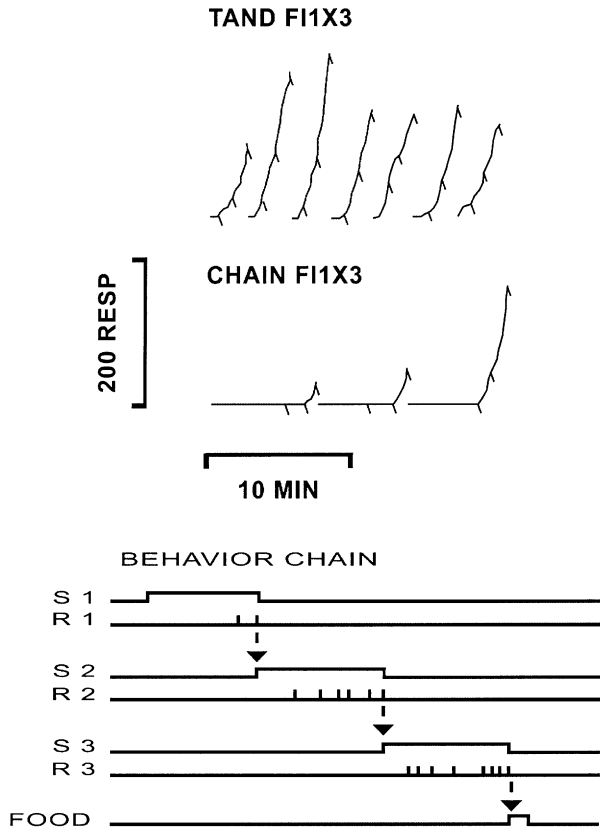 TAND FI1X3
CHAIN FI1X3
200 RESP
10 MIN
BEHAVIOR CHAIN
S 1
R 1
S 2
R 2
S 3
R 3
FOOD